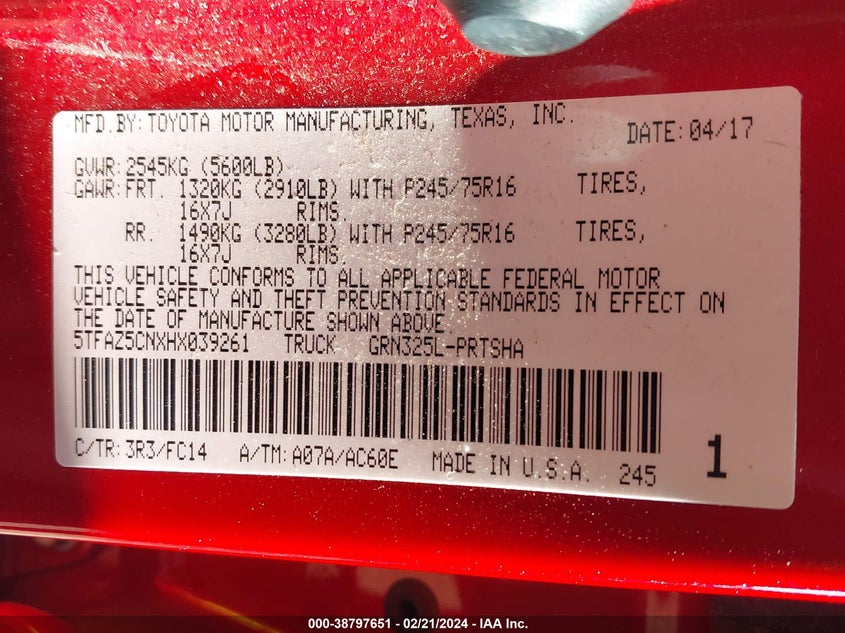 MFD.BY:TOYOTA MOTOR MANUFACTURING, TEXAS, INC. DATE:04/17
GVWR:2545KG (5600LB)
GAWR:FRT. 1320KG (2910LB) WITH P245/75R16 TIRES,
16X7J RIMS.
RR. 1490KG (3280LB) WITH P245/75R16 TIRES,
16X7J RIMS.
THIS VEHICLE CONFORMS TO ALL APPLICABLE FEDERAL MOTOR
VEHICLE SAFETY AND THEFT PREVENTION STANDARDS IN EFFECT ON
THE DATE OF MANUFACTURE SHOWN ABOVE.
5TFAZ5CNXHX039261 TRUCK GRN325L-PRTSHA
C/TR:3R3/FC14 A/TM:A07A/AC60E MADE IN U.S.A. 245 1
000-38797651 - 02/21/2024 - IAA Inc.